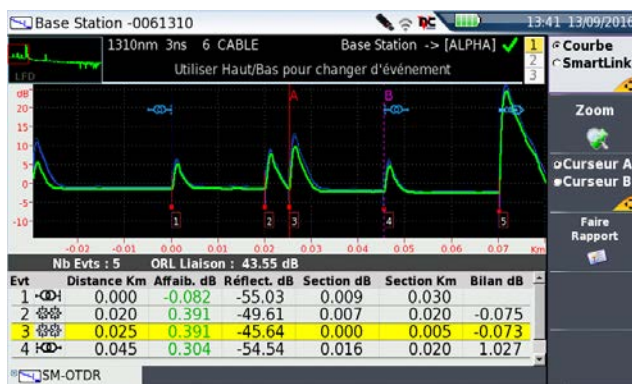 Base Station -0061310 13:41 13/09/2016
1310nm 3ns 6 CABLE Base Station -> [ALPHA] 1
2
3
LFD
Utiliser Haut/Bas pour changer d'événement
Courbe
SmartLink
Zoom
Curseur A
Curseur B
Faire
Rapport
dB
20
15
10
5
0
-5
-10
A B
1 2 3 4 5
-0.02 -0.01 0.00 0.01 0.02 0.03 0.04 0.05 0.06 0.07 Km
Nb Evts : 5 ORL Liaison : 43.55 dB
Evt Distance Km Affaib. dB Réflect. dB Section dB Section Km Bilan dB
1 0.000 -0.082 -55.03 0.009 0.030
2 0.020 0.391 -49.61 0.007 0.020 -0.075
3 0.025 0.391 -45.64 0.000 0.005 -0.073
4 0.045 0.304 -54.54 0.016 0.020 1.027
SM-OTDR